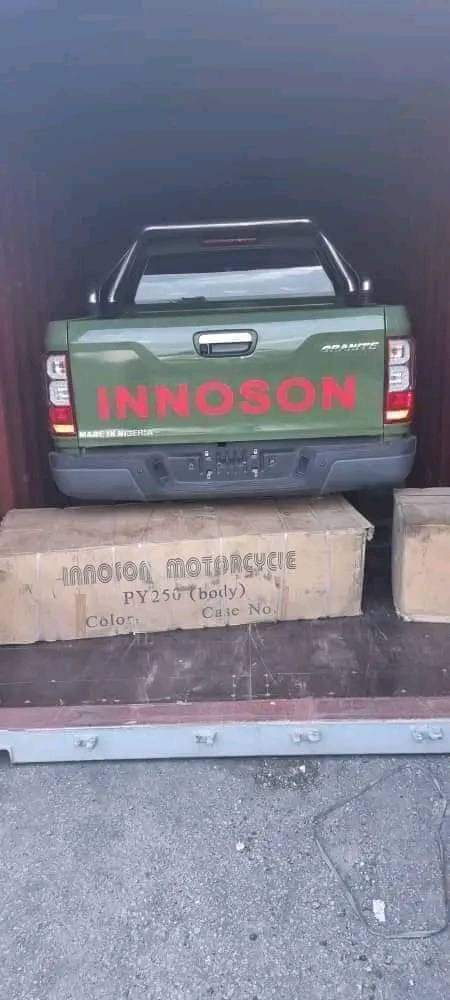 GRANITE
INNOSON
MADE IN NIGERIA
INNOSON MOTORCYCLE
PY250 (body)
Color: Case No.